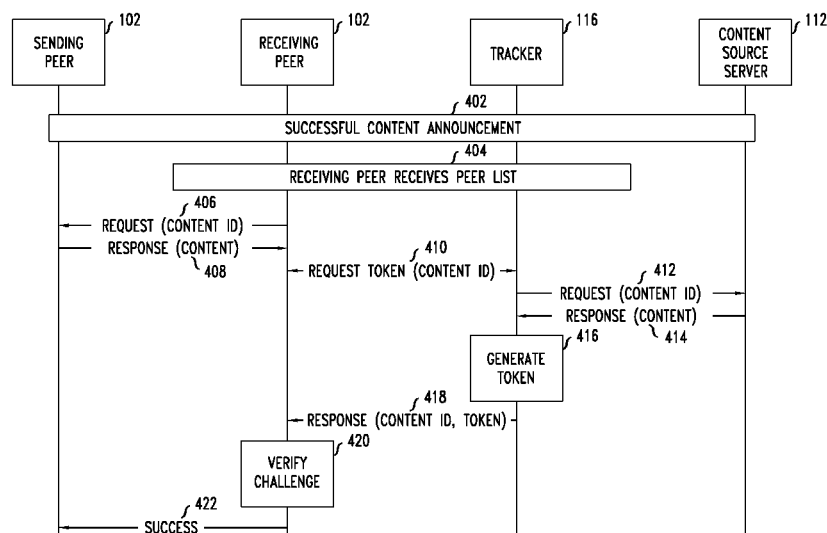 102
102
116
112
SENDING
PEER
RECEIVING
PEER
TRACKER
CONTENT
SOURCE
SERVER
402
SUCCESSFUL CONTENT ANNOUNCEMENT
404
RECEIVING PEER RECEIVES PEER LIST
406
REQUEST (CONTENT ID)
RESPONSE (CONTENT)
408
410
REQUEST TOKEN (CONTENT ID)
412
REQUEST (CONTENT ID)
RESPONSE (CONTENT)
414
416
GENERATE
TOKEN
418
RESPONSE (CONTENT ID, TOKEN)
420
VERIFY
CHALLENGE
422
SUCCESS